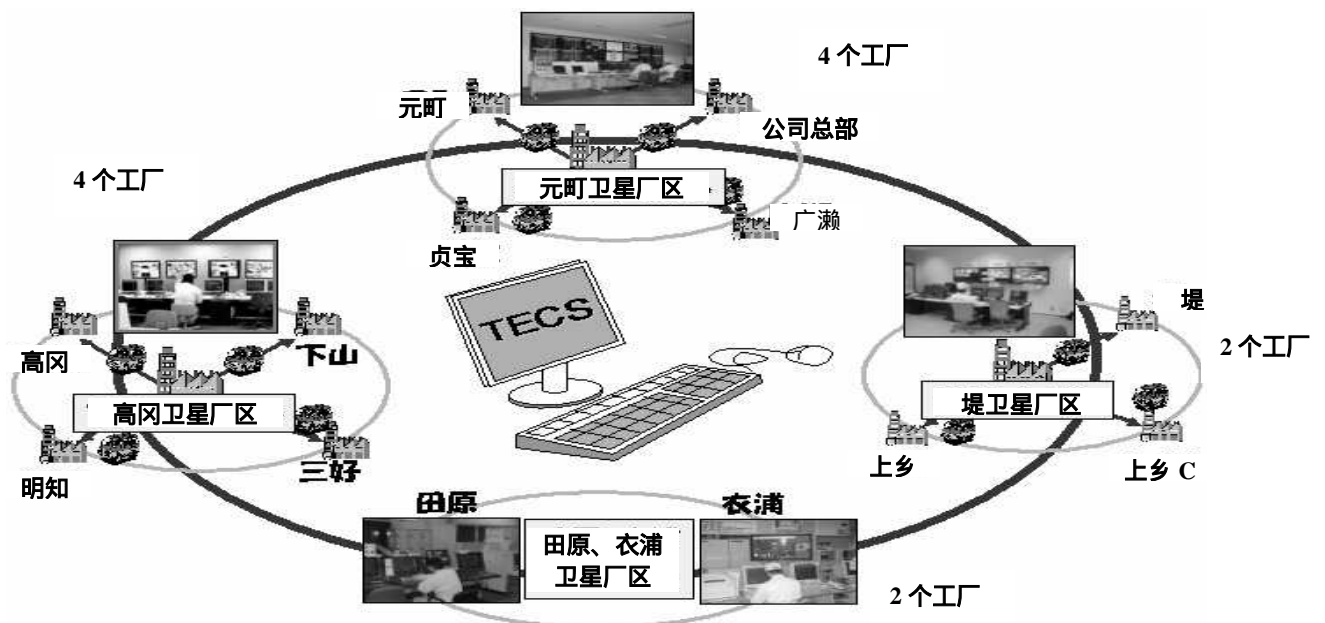 4 个工厂
元町
公司总部
4 个工厂
元町卫星厂区
广濑
贞宝
TECS
堤
高冈
下山
2 个工厂
高冈卫星厂区
堤卫星厂区
明知
三好
上乡
上乡 C
田原
衣浦
田原、衣浦
卫星厂区
2 个工厂